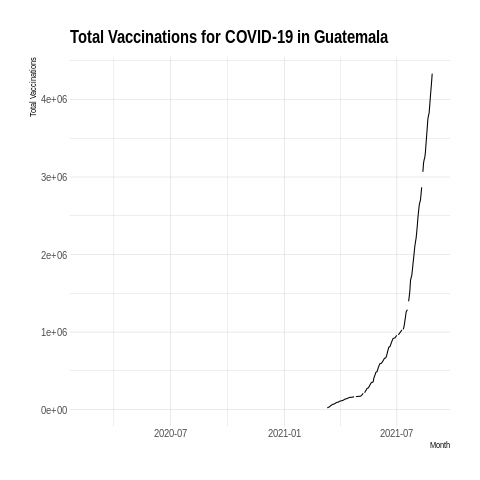 Total Vaccinations for COVID-19 in Guatemala
Total Vaccinations
4e+06
3e+06
2e+06
1e+06
0e+00
2020-07
2021-01
2021-07
Month